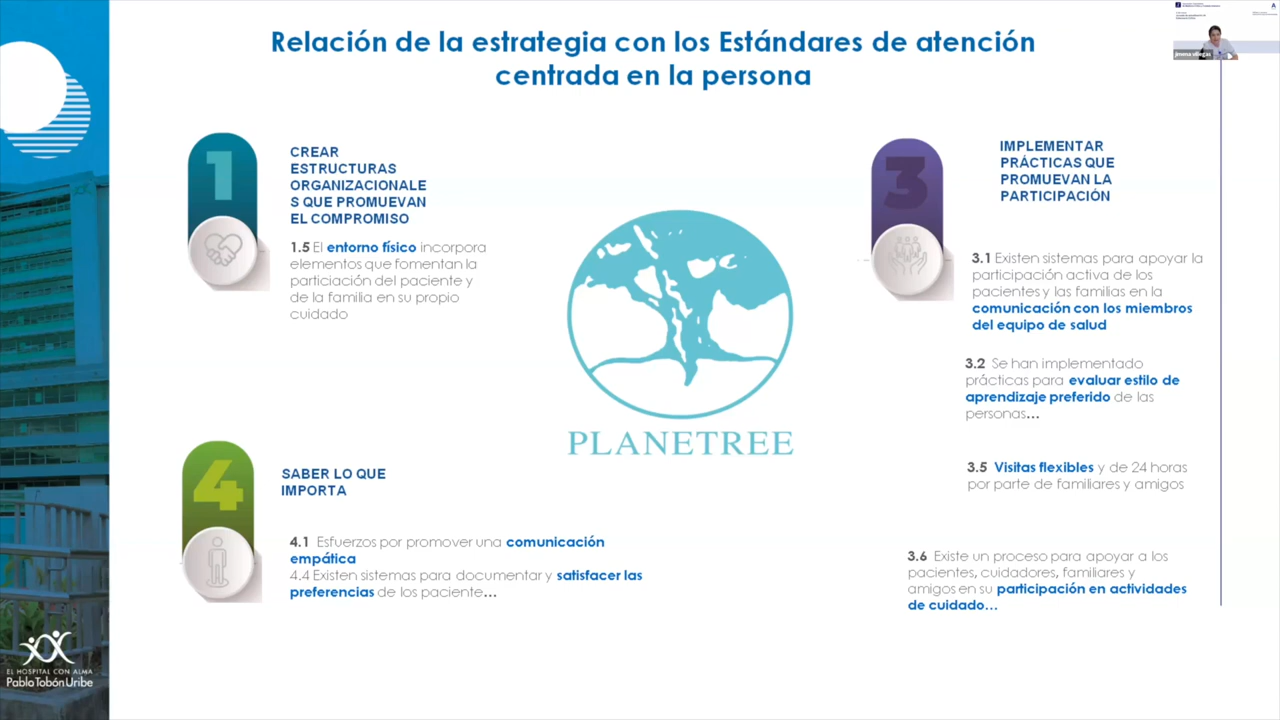 Relación de la estrategia con los Estándares de atención
centrada en la persona
1
CREAR
ESTRUCTURAS
ORGANIZACIONALE
S QUE PROMUEVAN
EL COMPROMISO
1.5 El entorno físico incorpora
elementos que fomentan la
particiación del paciente y
de la familia en su propio
cuidado
PLANETREE
3
IMPLEMENTAR
PRÁCTICAS QUE
PROMUEVAN LA
PARTICIPACIÓN
3.1 Existen sistemas para apoyar la
participación activa de los
pacientes y las familias en la
comunicación con los miembros
del equipo de salud
3.2 Se han implementado
prácticas para evaluar estilo de
aprendizaje preferido de las
personas…
3.5 Visitas flexibles y de 24 horas
por parte de familiares y amigos
3.6 Existe un proceso para apoyar a los
pacientes, cuidadores, familiares y
amigos en su participación en actividades
de cuidado…
4
SABER LO QUE
IMPORTA
4.1 Esfuerzos por promover una comunicación
empática
4.4 Existen sistemas para documentar y satisfacer las
preferencias de los paciente…
EL HOSPITAL CON ALMA
Pablo Tobón Uribe
jimena villegas